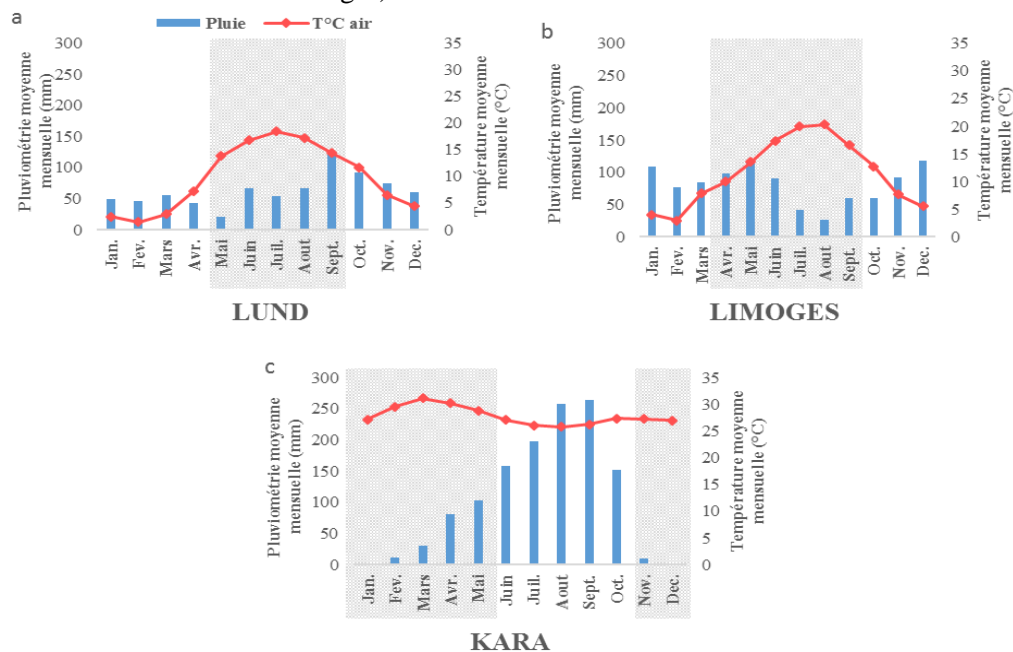 a
Pluie T°C air
Pluviométrie moyenne
mensuelle (mm)
300
250
200
150
100
50
0
35
30
25
20
15
10
5
0
Température moyenne
mensuelle (°C)
Jan. Fev. Mars Avr. Mai Juin Juil. Aout Sept. Oct. Nov. Dec.
LUND
b
Pluviométrie moyenne
mensuelle (mm)
300
250
200
150
100
50
0
35
30
25
20
15
10
5
0
Température moyenne
mensuelle (°C)
Jan. Fev. Mars Avr. Mai Juin Juil. Aout Sept. Oct. Nov. Dec.
LIMOGES
c
Pluviométrie moyenne
mensuelle (mm)
300
250
200
150
100
50
0
35
30
25
20
15
10
5
0
Température moyenne
mensuelle (°C)
Jan. Fev. Mars Avr. Mai Juin Juil. Aout Sept. Oct. Nov. Dec.
KARA